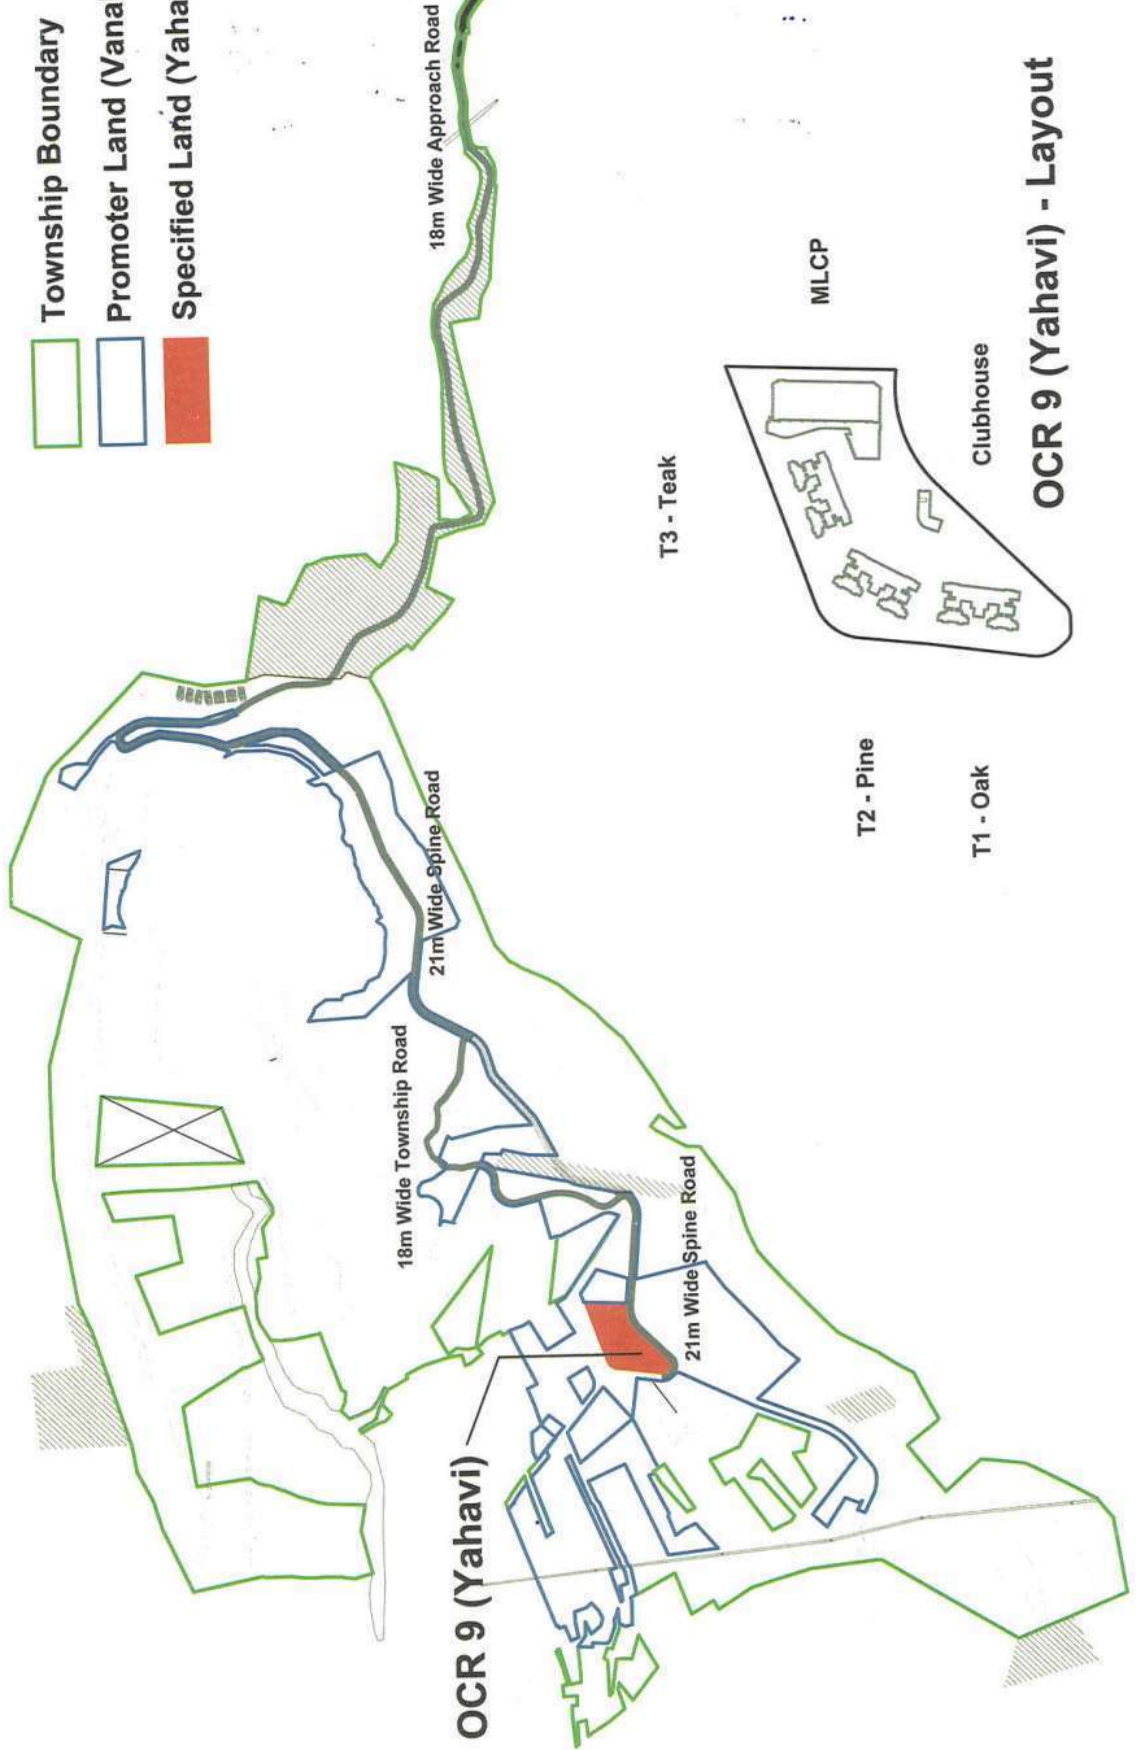 Township Boundary
Promoter Land (Vana
Specified Land (Yaha
18m Wide Approach Road
21m Wide Spine Road
18m Wide Township Road
21m Wide Spine Road
OCR 9 (Yahavi)
T3 - Teak
MLCP
T2 - Pine
T1 - Oak
Clubhouse
OCR 9 (Yahavi) - Layout